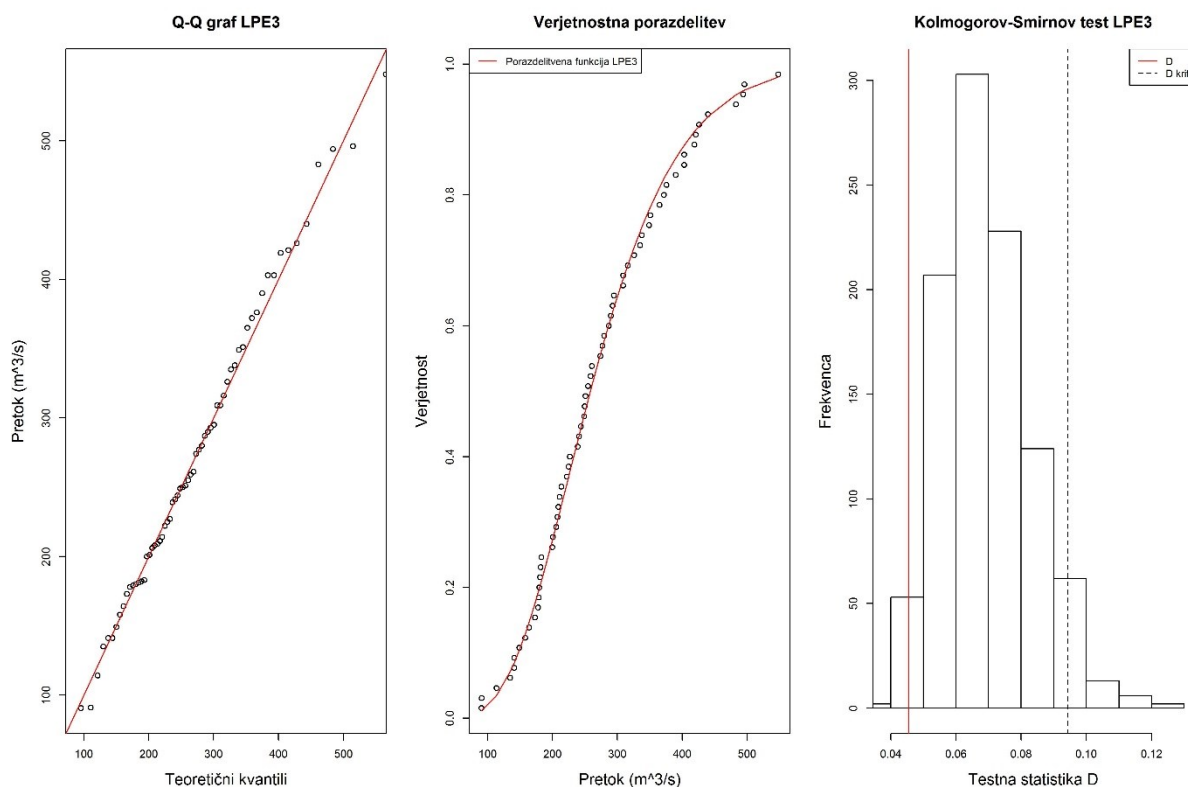 Q-Q graf LPE3
Pretok (m^3/s)
500
400
300
200
100
100 200 300 400 500
Teoretični kvantili
Verjetnostna porazdelitev
Porazdelitvena funkcija LPE3
Verjetnost
1.0
0.8
0.6
0.4
0.2
0.0
100 200 300 400 500
Pretok (m^3/s)
Kolmogorov-Smirnov test LPE3
D
D krit
Frekvenca
300
250
200
150
100
50
0
0.04 0.06 0.08 0.10 0.12
Testna statistika D